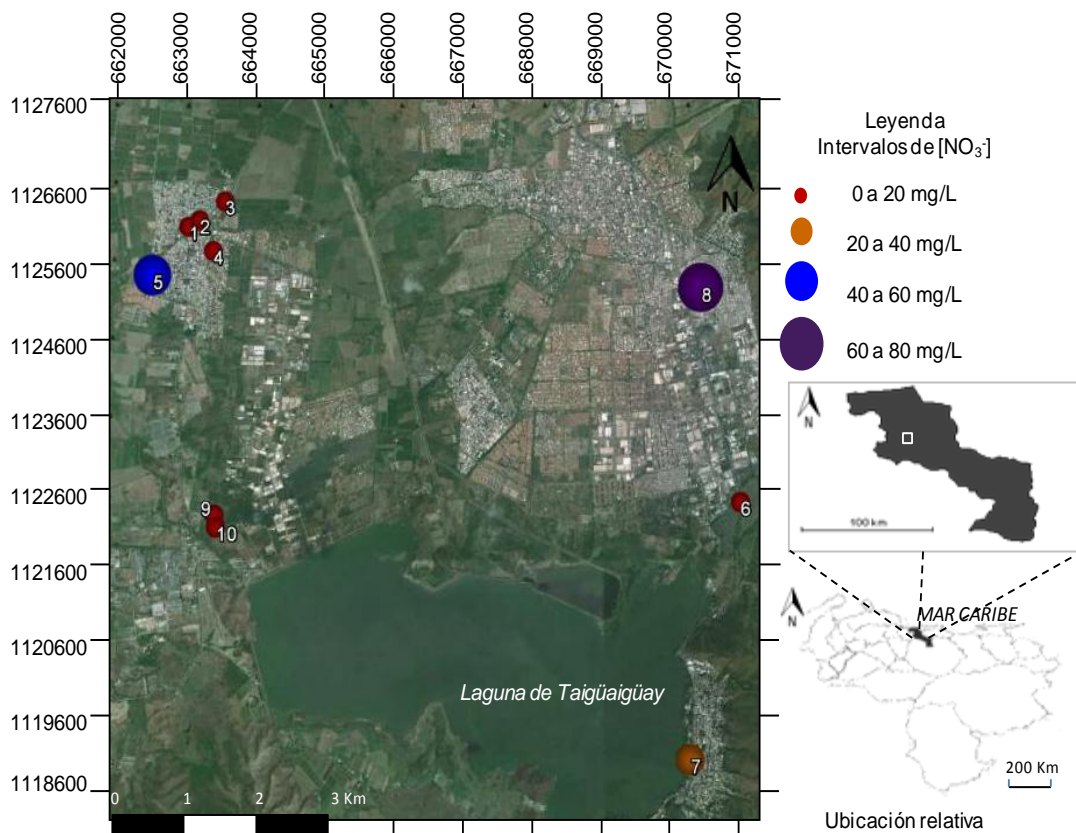 662000
663000
664000
665000
666000
667000
668000
669000
670000
671000
1127600
1126600
1125600
1124600
1123600
1122600
1121600
1120600
1119600
1118600
3
2
1
4
5
8
6
9
10
7
N
Laguna de Taigüaigüay
0 1 2 3 Km
Leyenda
Intervalos de [NO₃⁻]
0 a 20 mg/L
20 a 40 mg/L
40 a 60 mg/L
60 a 80 mg/L
N
100 km
N
MAR CARIBE
200 Km
Ubicación relativa